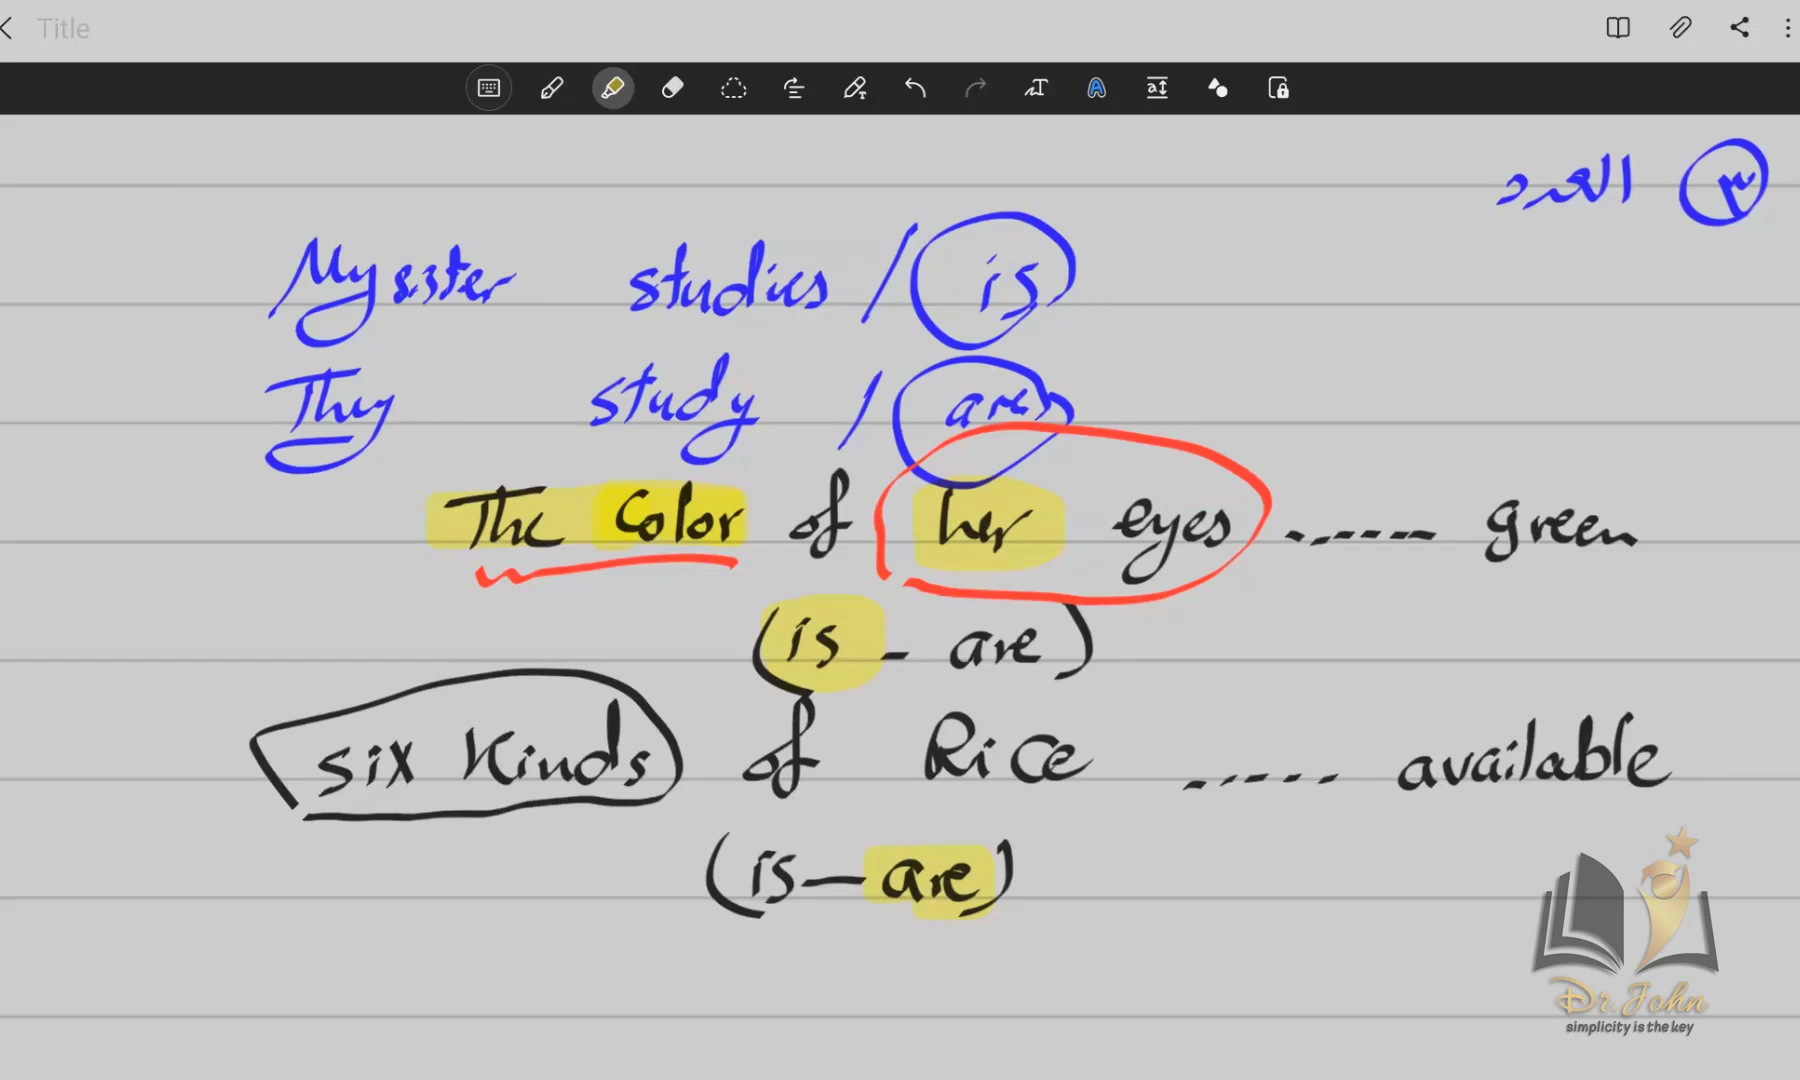 Title
٣ العدد
My sister studies / is
They study / are
The Color of her eyes ------ green
(is - are)
six Kinds of Rice ----- available
(is - are)
Dr. John
simplicity is the key